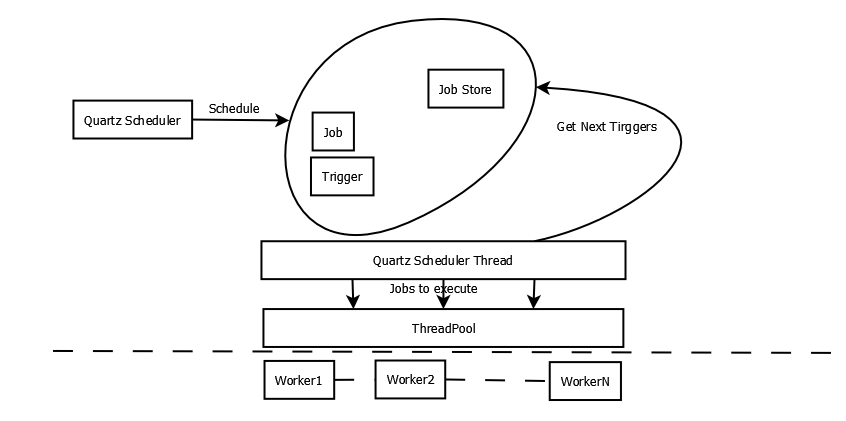 Job Store
Schedule
Quartz Scheduler
Job
Get Next Tirggers
Trigger
Quartz Scheduler Thread
Jobs to execute
ThreadPool
Worker1
Worker2
WorkerN